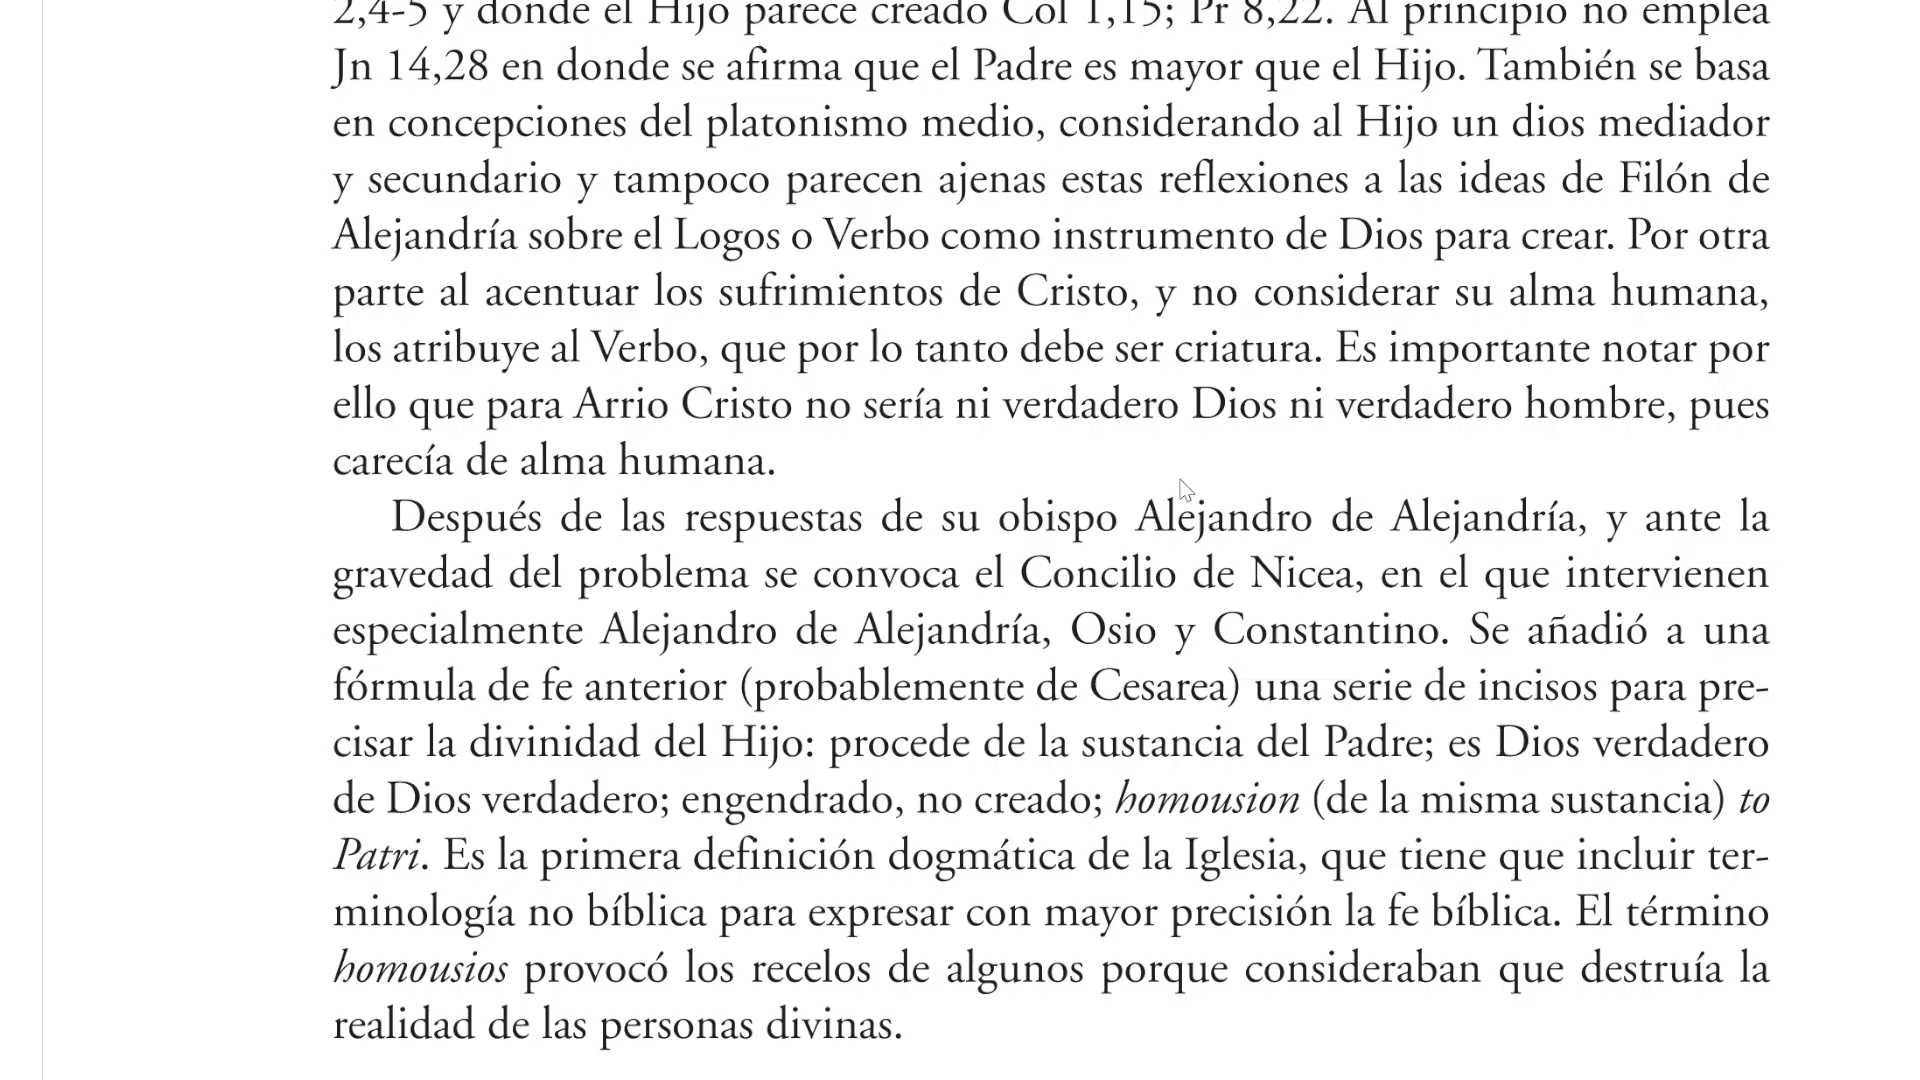 2,4-5 y donde el Hijo parece creado Col 1,15; Pr 8,22. Al principio no emplea
Jn 14,28 en donde se afirma que el Padre es mayor que el Hijo. También se basa
en concepciones del platonismo medio, considerando al Hijo un dios mediador
y secundario y tampoco parecen ajenas estas reflexiones a las ideas de Filón de
Alejandría sobre el Logos o Verbo como instrumento de Dios para crear. Por otra
parte al acentuar los sufrimientos de Cristo, y no considerar su alma humana,
los atribuye al Verbo, que por lo tanto debe ser criatura. Es importante notar por
ello que para Arrio Cristo no sería ni verdadero Dios ni verdadero hombre, pues
carecía de alma humana.
Después de las respuestas de su obispo Alejandro de Alejandría, y ante la
gravedad del problema se convoca el Concilio de Nicea, en el que intervienen
especialmente Alejandro de Alejandría, Osio y Constantino. Se añadió a una
fórmula de fe anterior (probablemente de Cesarea) una serie de incisos para pre-
cisar la divinidad del Hijo: procede de la sustancia del Padre; es Dios verdadero
de Dios verdadero; engendrado, no creado; homousion (de la misma sustancia) to
Patri. Es la primera definición dogmática de la Iglesia, que tiene que incluir ter-
minología no bíblica para expresar con mayor precisión la fe bíblica. El término
homousios provocó los recelos de algunos porque consideraban que destruía la
realidad de las personas divinas.